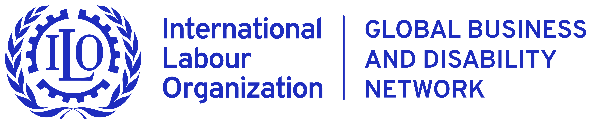 ILO
International
Labour
Organization
GLOBAL BUSINESS
AND DISABILITY
NETWORK